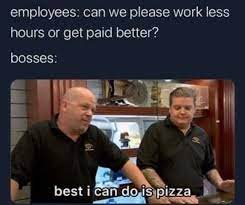 employees: can we please work less
hours or get paid better?
bosses:
best i can do is pizza